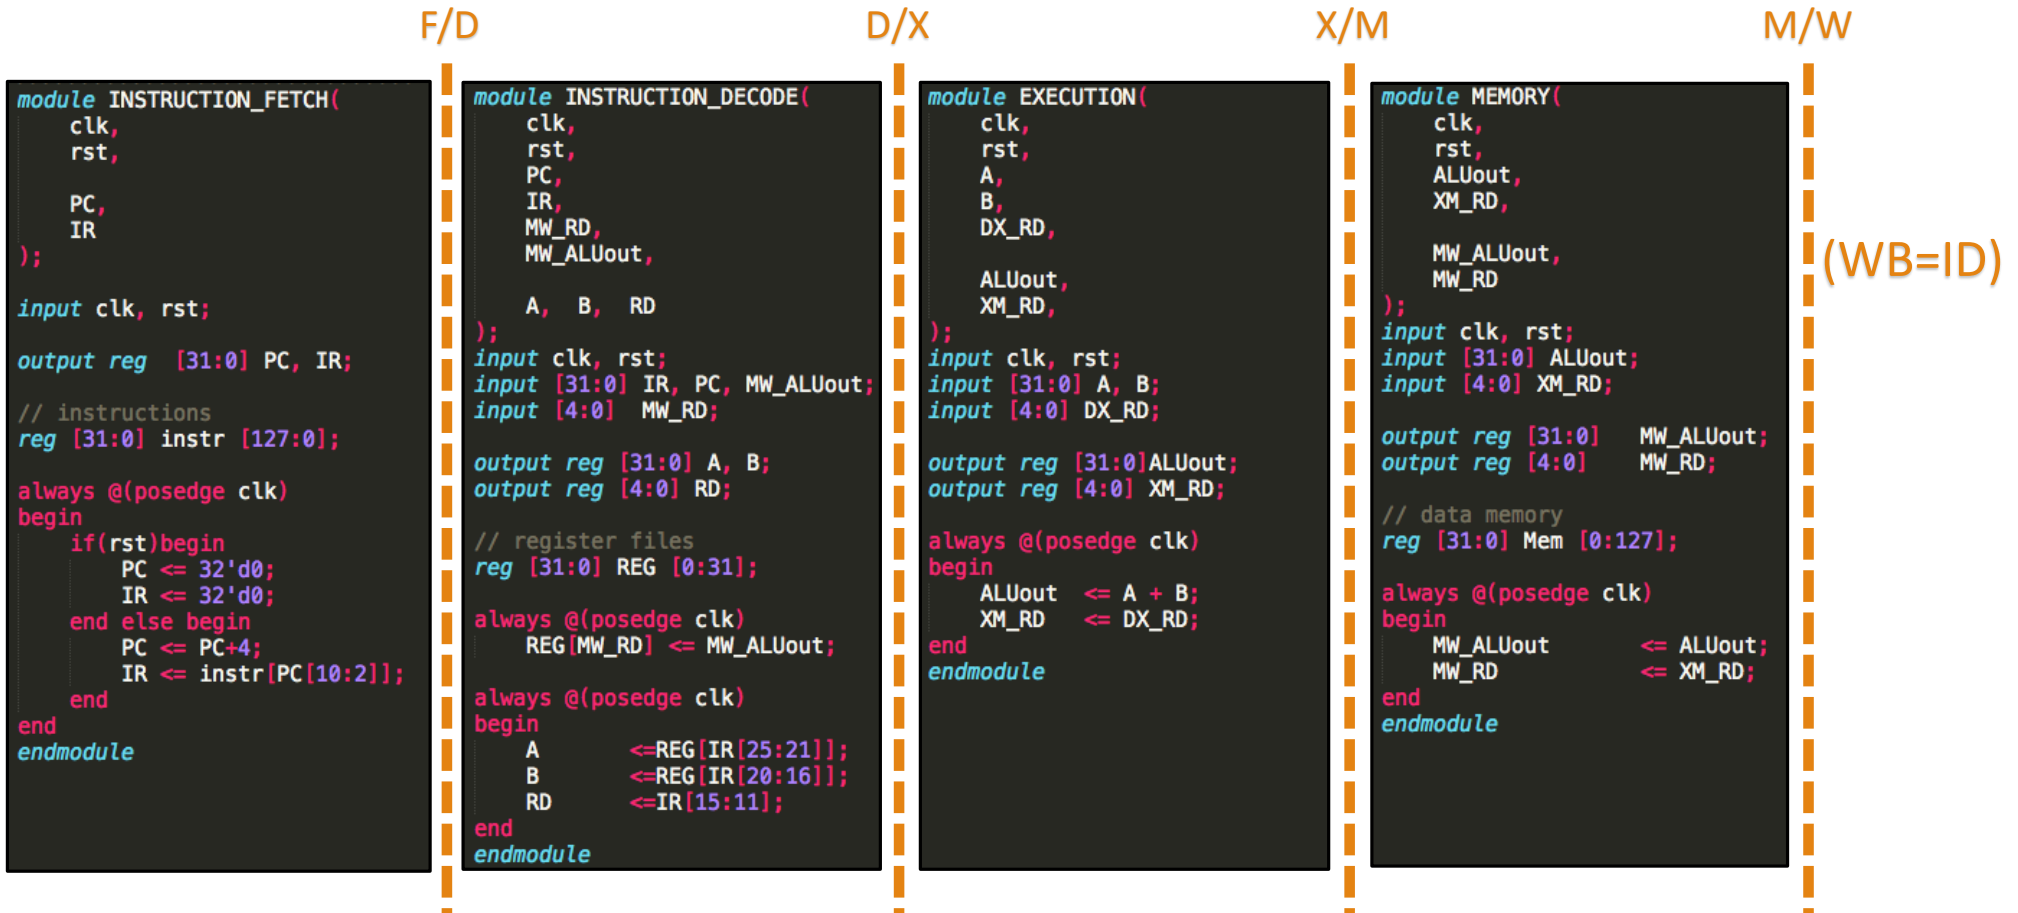 F/D
D/X
X/M
M/W
module INSTRUCTION_FETCH(
clk,
rst,
PC,
IR
);
input clk, rst;
output reg [31:0] PC, IR;
// instructions
reg [31:0] instr [127:0];
always @(posedge clk)
begin
if(rst)begin
PC <= 32'd0;
IR <= 32'd0;
end else begin
PC <= PC+4;
IR <= instr[PC[10:2]];
end
end
endmodule
module INSTRUCTION_DECODE(
clk,
rst,
PC,
IR,
MW_RD,
MW_ALUout,
A, B, RD
);
input clk, rst;
input [31:0] IR, PC, MW_ALUout;
input [4:0] MW_RD;
output reg [31:0] A, B;
output reg [4:0] RD;
// register files
reg [31:0] REG [0:31];
always @(posedge clk)
REG[MW_RD] <= MW_ALUout;
always @(posedge clk)
begin
A <=REG[IR[25:21]];
B <=REG[IR[20:16]];
RD <=IR[15:11];
end
endmodule
module EXECUTION(
clk,
rst,
A,
B,
DX_RD,
ALUout,
XM_RD,
);
input clk, rst;
input [31:0] A, B;
input [4:0] DX_RD;
output reg [31:0]ALUout;
output reg [4:0] XM_RD;
always @(posedge clk)
begin
ALUout <= A + B;
XM_RD <= DX_RD;
end
endmodule
module MEMORY(
clk,
rst,
ALUout,
XM_RD,
MW_ALUout,
MW_RD
);
input clk, rst;
input [31:0] ALUout;
input [4:0] XM_RD;
output reg [31:0] MW_ALUout;
output reg [4:0] MW_RD;
// data memory
reg [31:0] Mem [0:127];
always @(posedge clk)
begin
MW_ALUout <= ALUout;
MW_RD <= XM_RD;
end
endmodule
(WB=ID)